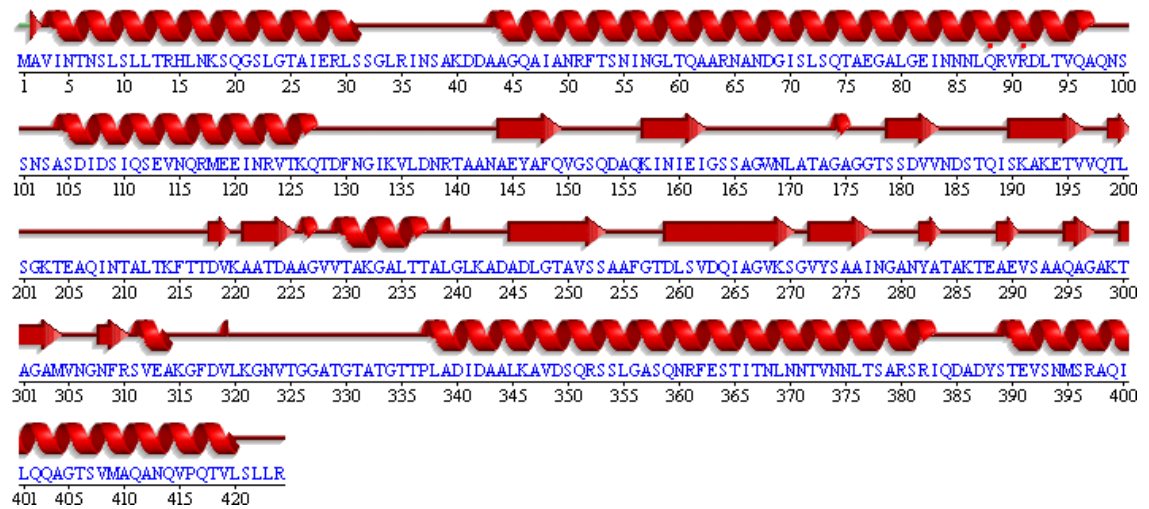 MAVINTNSLSLLTRHLNKSQGSLGTAIERLSSGLRINSAKDDAAGQAIANRFTSNINGLTQAARNANDGISLSQTAEGALGEINNNLQRVRDLTVQAQNS
1 5 10 15 20 25 30 35 40 45 50 55 60 65 70 75 80 85 90 95 100
SNSASDIDSIQSEVNQRMEEINRVTKQTDFNGIKVLDNRTAANAEYAFQVGSQDAQKINIEIGSSAGWNLATAGAGGTSSDVVNDSTQISKAKETVVQTL
101 105 110 115 120 125 130 135 140 145 150 155 160 165 170 175 180 185 190 195 200
SGKTEAQINTALTKFTTDVKAATDAAGVVTAKGALTTALGLKADADLGTAVSSAAFGTDLSVDQIAGVKSGVYSAAINGANYATAKTEAEVSAAQAGAKT
201 205 210 215 220 225 230 235 240 245 250 255 260 265 270 275 280 285 290 295 300
AGAMVNGNFRSVEAKGFDVLKGNVTGGATGTATGTTPLADIDAALKAVDSQRSSLGASQNRFESTITNLNNTVNNLTSARSRIQDADYSTEVSNMSRAQI
301 305 310 315 320 325 330 335 340 345 350 355 360 365 370 375 380 385 390 395 400
LQQAGTSVMAQANQVPQTVLSLLR
401 405 410 415 420